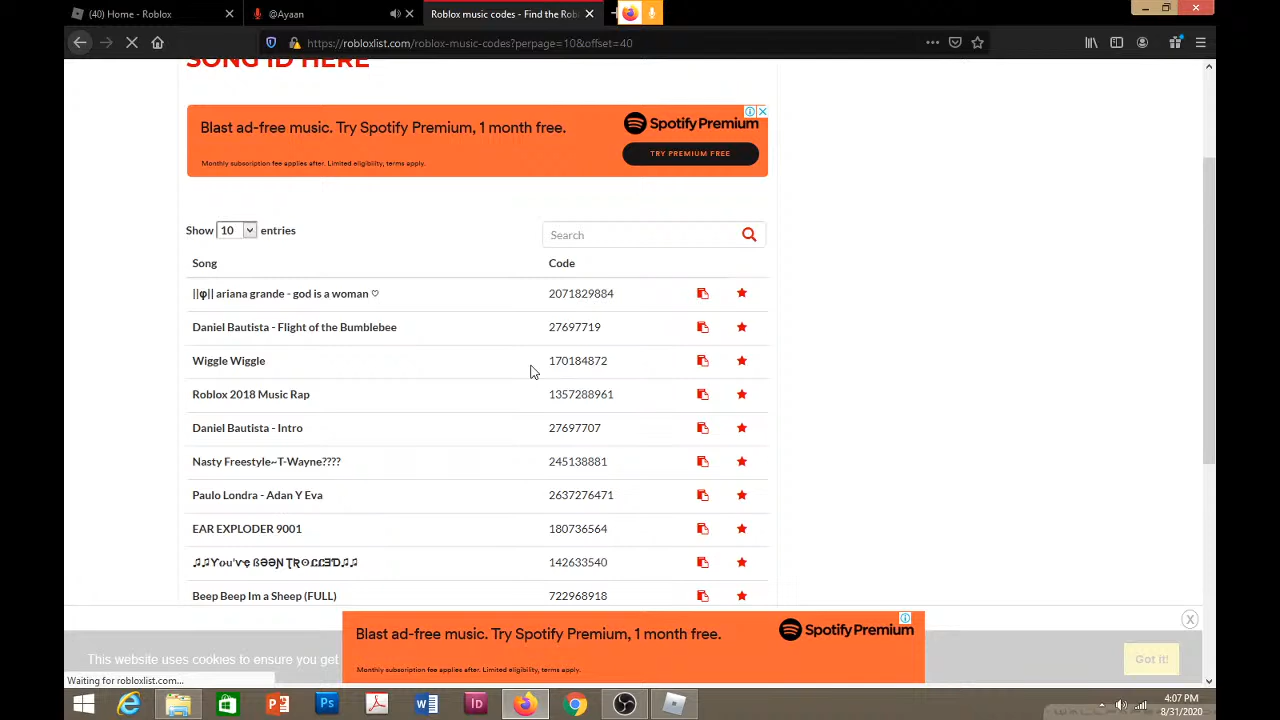 (40) Home - Roblox
@Ayaan
Roblox music codes - Find the Rob
https://robloxlist.com/roblox-music-codes?perpage=10&offset=40
SONG ID HERE
Blast ad-free music. Try Spotify Premium, 1 month free.
Monthly subscription fee applies after. Limited eligibility, terms apply.
Spotify Premium
TRY PREMIUM FREE
Show 10 entries
Search
Song Code
||φ|| ariana grande - god is a woman ♡ 2071829884
Daniel Bautista - Flight of the Bumblebee 27697719
Wiggle Wiggle 170184872
Roblox 2018 Music Rap 1357288961
Daniel Bautista - Intro 27697707
Nasty Freestyle~T-Wayne???? 245138881
Paulo Londra - Adan Y Eva 2637276471
EAR EXPLODER 9001 180736564
142633540
Beep Beep Im a Sheep (FULL) 722968918
Blast ad-free music. Try Spotify Premium, 1 month free.
Monthly subscription fee applies after. Limited eligibility, terms apply.
Spotify Premium
X
This website uses cookies to ensure you get
Got it!
Waiting for robloxlist.com...
4:07 PM
8/31/2020